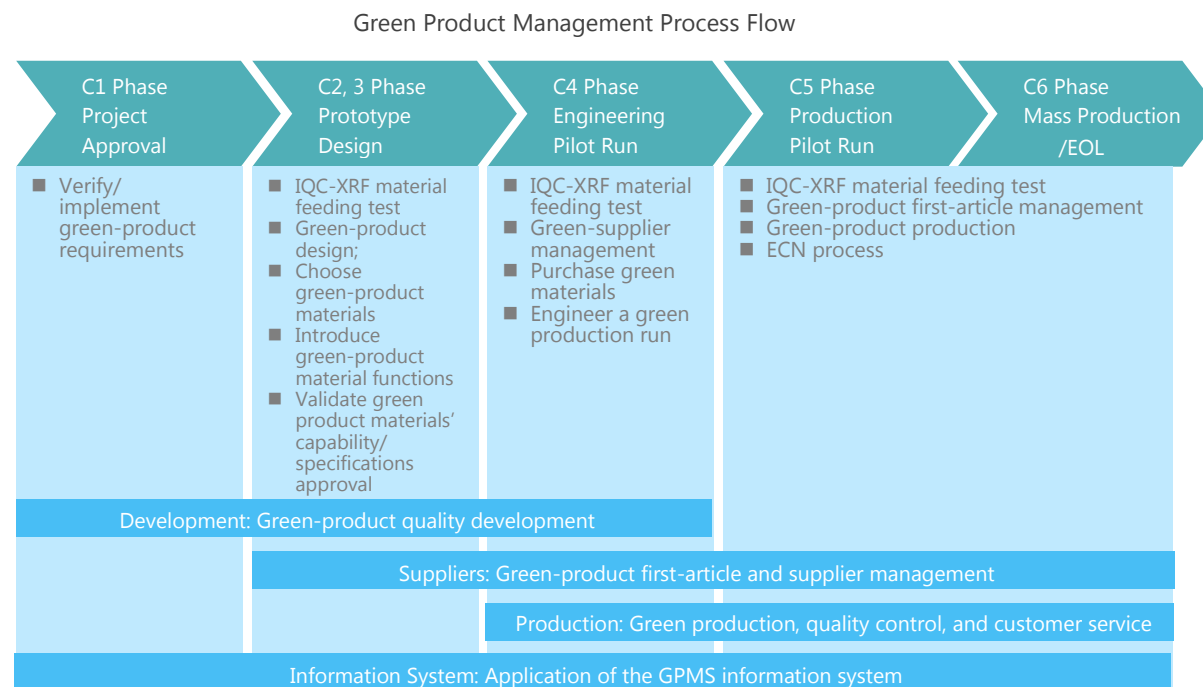 Green Product Management Process Flow
C1 Phase
Project
Approval
C2, 3 Phase
Prototype
Design
C4 Phase
Engineering
Pilot Run
C5 Phase
Production
Pilot Run
C6 Phase
Mass Production
/EOL
■ Verify/
implement
green-product
requirements
■ IQC-XRF material
feeding test
■ Green-product
design;
■ Choose
green-product
materials
■ Introduce
green-product
material functions
■ Validate green
product materials’
capability/
specifications
approval
■ IQC-XRF material
feeding test
■ Green-supplier
management
■ Purchase green
materials
■ Engineer a green
production run
■ IQC-XRF material feeding test
■ Green-product first-article management
■ Green-product production
■ ECN process
Development: Green-product quality development
Suppliers: Green-product first-article and supplier management
Production: Green production, quality control, and customer service
Information System: Application of the GPMS information system